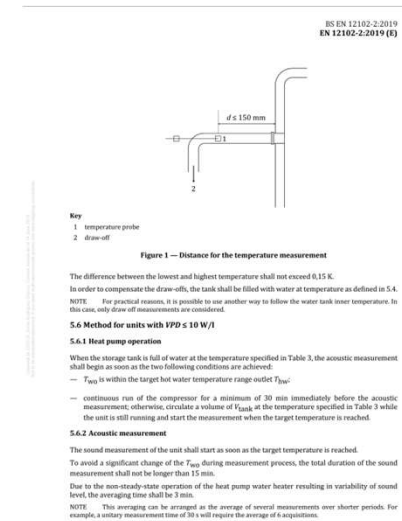 BS EN 12102-2:2019
EN 12102-2:2019 (E)
d ≤ 150 mm
1
2
Key
1 temperature probe
2 draw-off
Figure 1 — Distance for the temperature measurement
The difference between the lowest and highest temperature shall not exceed 0,15 K.
In order to compensate the draw-offs, the tank shall be filled with water at temperature as defined in 5.4.
NOTE For practical reasons, it is possible to use another way to follow the water tank inner temperature. In
this case, only draw off measurements are considered.
5.6 Method for units with VPD ≤ 10 W/l
5.6.1 Heat pump operation
When the storage tank is full of water at the temperature specified in Table 3, the acoustic measurement
shall begin as soon as the two following conditions are achieved:
— TWO is within the target hot water temperature range outlet Thw;
— continuous run of the compressor for a minimum of 30 min immediately before the acoustic
measurement; otherwise, circulate a volume of Vtank at the temperature specified in Table 3 while
the unit is still running and start the measurement when the target temperature is reached.
5.6.2 Acoustic measurement
The sound measurement of the unit shall start as soon as the target temperature is reached.
To avoid a significant change of the TWO during measurement process, the total duration of the sound
measurement shall not be longer than 15 min.
Due to the non-steady-state operation of the heat pump water heater resulting in variability of sound
level, the averaging time shall be 3 min.
NOTE This averaging can be arranged as the average of several measurements over shorter periods. For
example, a unitary measurement time of 30 s will require the average of 6 acquisitions.